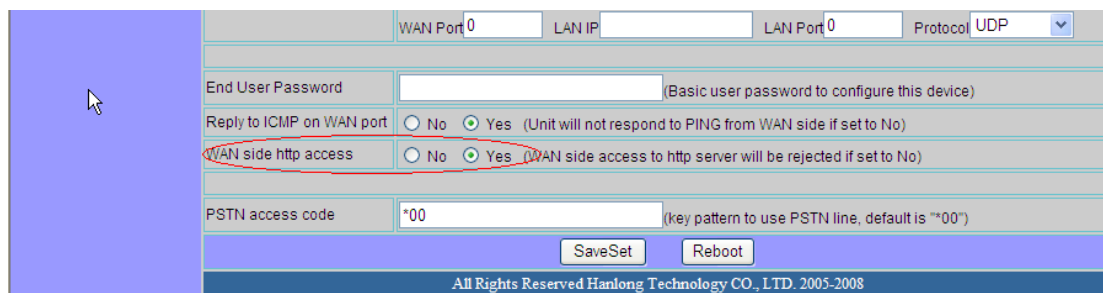 WAN Port 0 LAN IP LAN Port 0 Protocol UDP
End User Password (Basic user password to configure this device)
Reply to ICMP on WAN port No Yes (Unit will not respond to PING from WAN side if set to No)
WAN side http access No Yes (WAN side access to http server will be rejected if set to No)
PSTN access code *00 (key pattern to use PSTN line, default is "*00")
SaveSet Reboot
All Rights Reserved Hanlong Technology CO., LTD. 2005-2008